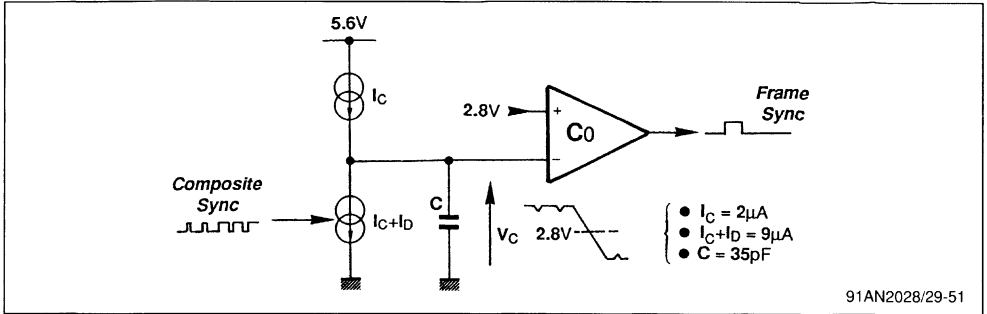 5.6V
IC
2.8V
+
C0
−
Frame
Sync
Composite
Sync
IC+ID
C
VC
2.8V
● IC = 2µA
● IC+ID = 9µA
● C = 35pF
91AN2028/29-51